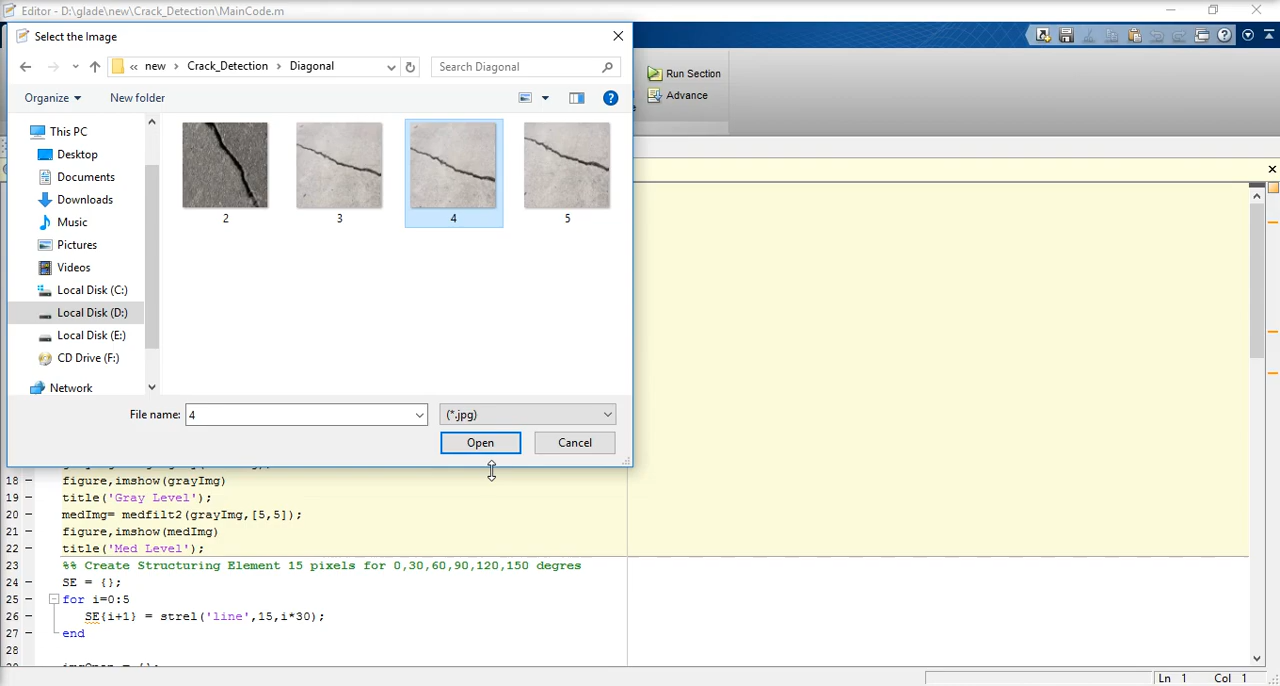 Editor - D:\glade\new\Crack_Detection\MainCode.m
Select the Image
« new › Crack_Detection › Diagonal
Search Diagonal
Organize
New folder
This PC
Desktop
Documents
Downloads
Music
Pictures
Videos
Local Disk (C:)
Local Disk (D:)
Local Disk (E:)
CD Drive (F:)
Network
2
3
4
5
File name: 4
(*.jpg)
Open Cancel
Run Section
Advance
18 - figure,imshow(grayImg)
19 - title('Gray Level');
20 - medImg= medfilt2(grayImg,[5,5]);
21 - figure,imshow(medImg)
22 - title('Med Level');
23 %% Create Structuring Element 15 pixels for 0,30,60,90,120,150 degres
24 - SE = {};
25 - for i=0:5
26 - SE{i+1} = strel('line',15,i*30);
27 - end
28
Ln 1 Col 1